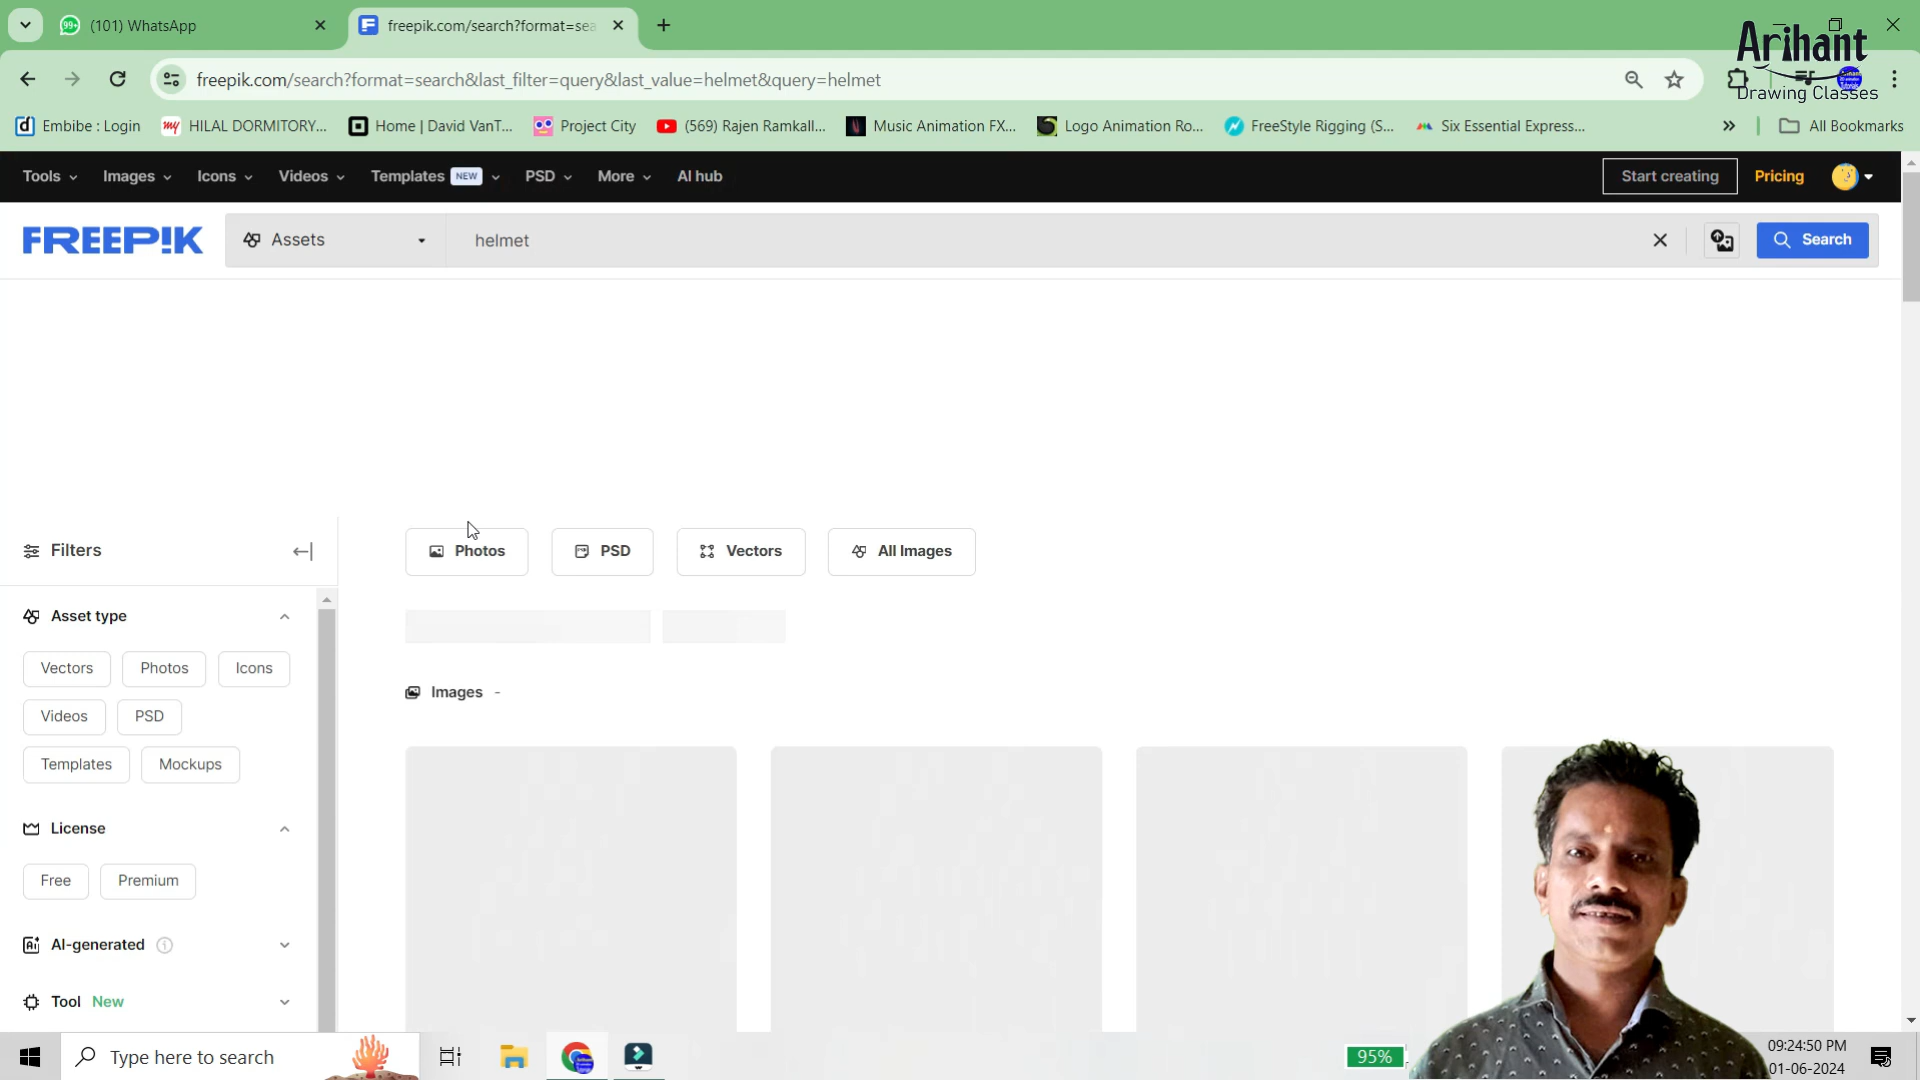 99+ (101) WhatsApp
freepik.com/search?format=sea
Arihant
Drawing Classes
freepik.com/search?format=search&last_filter=query&last_value=helmet&query=helmet
Embibe : Login
HILAL DORMITORY...
Home | David VanT...
Project City
(569) Rajen Ramkall...
Music Animation FX...
Logo Animation Ro...
FreeStyle Rigging (S...
Six Essential Express...
All Bookmarks
Tools Images Icons Videos Templates NEW PSD More AI hub
Start creating Pricing
FREEPIK Assets helmet Search
Filters
Photos PSD Vectors All Images
Asset type
Vectors Photos Icons
Images -
Videos PSD
Templates Mockups
License
Free Premium
AI-generated
Tool New
Type here to search
95%
09:24:50 PM
01-06-2024